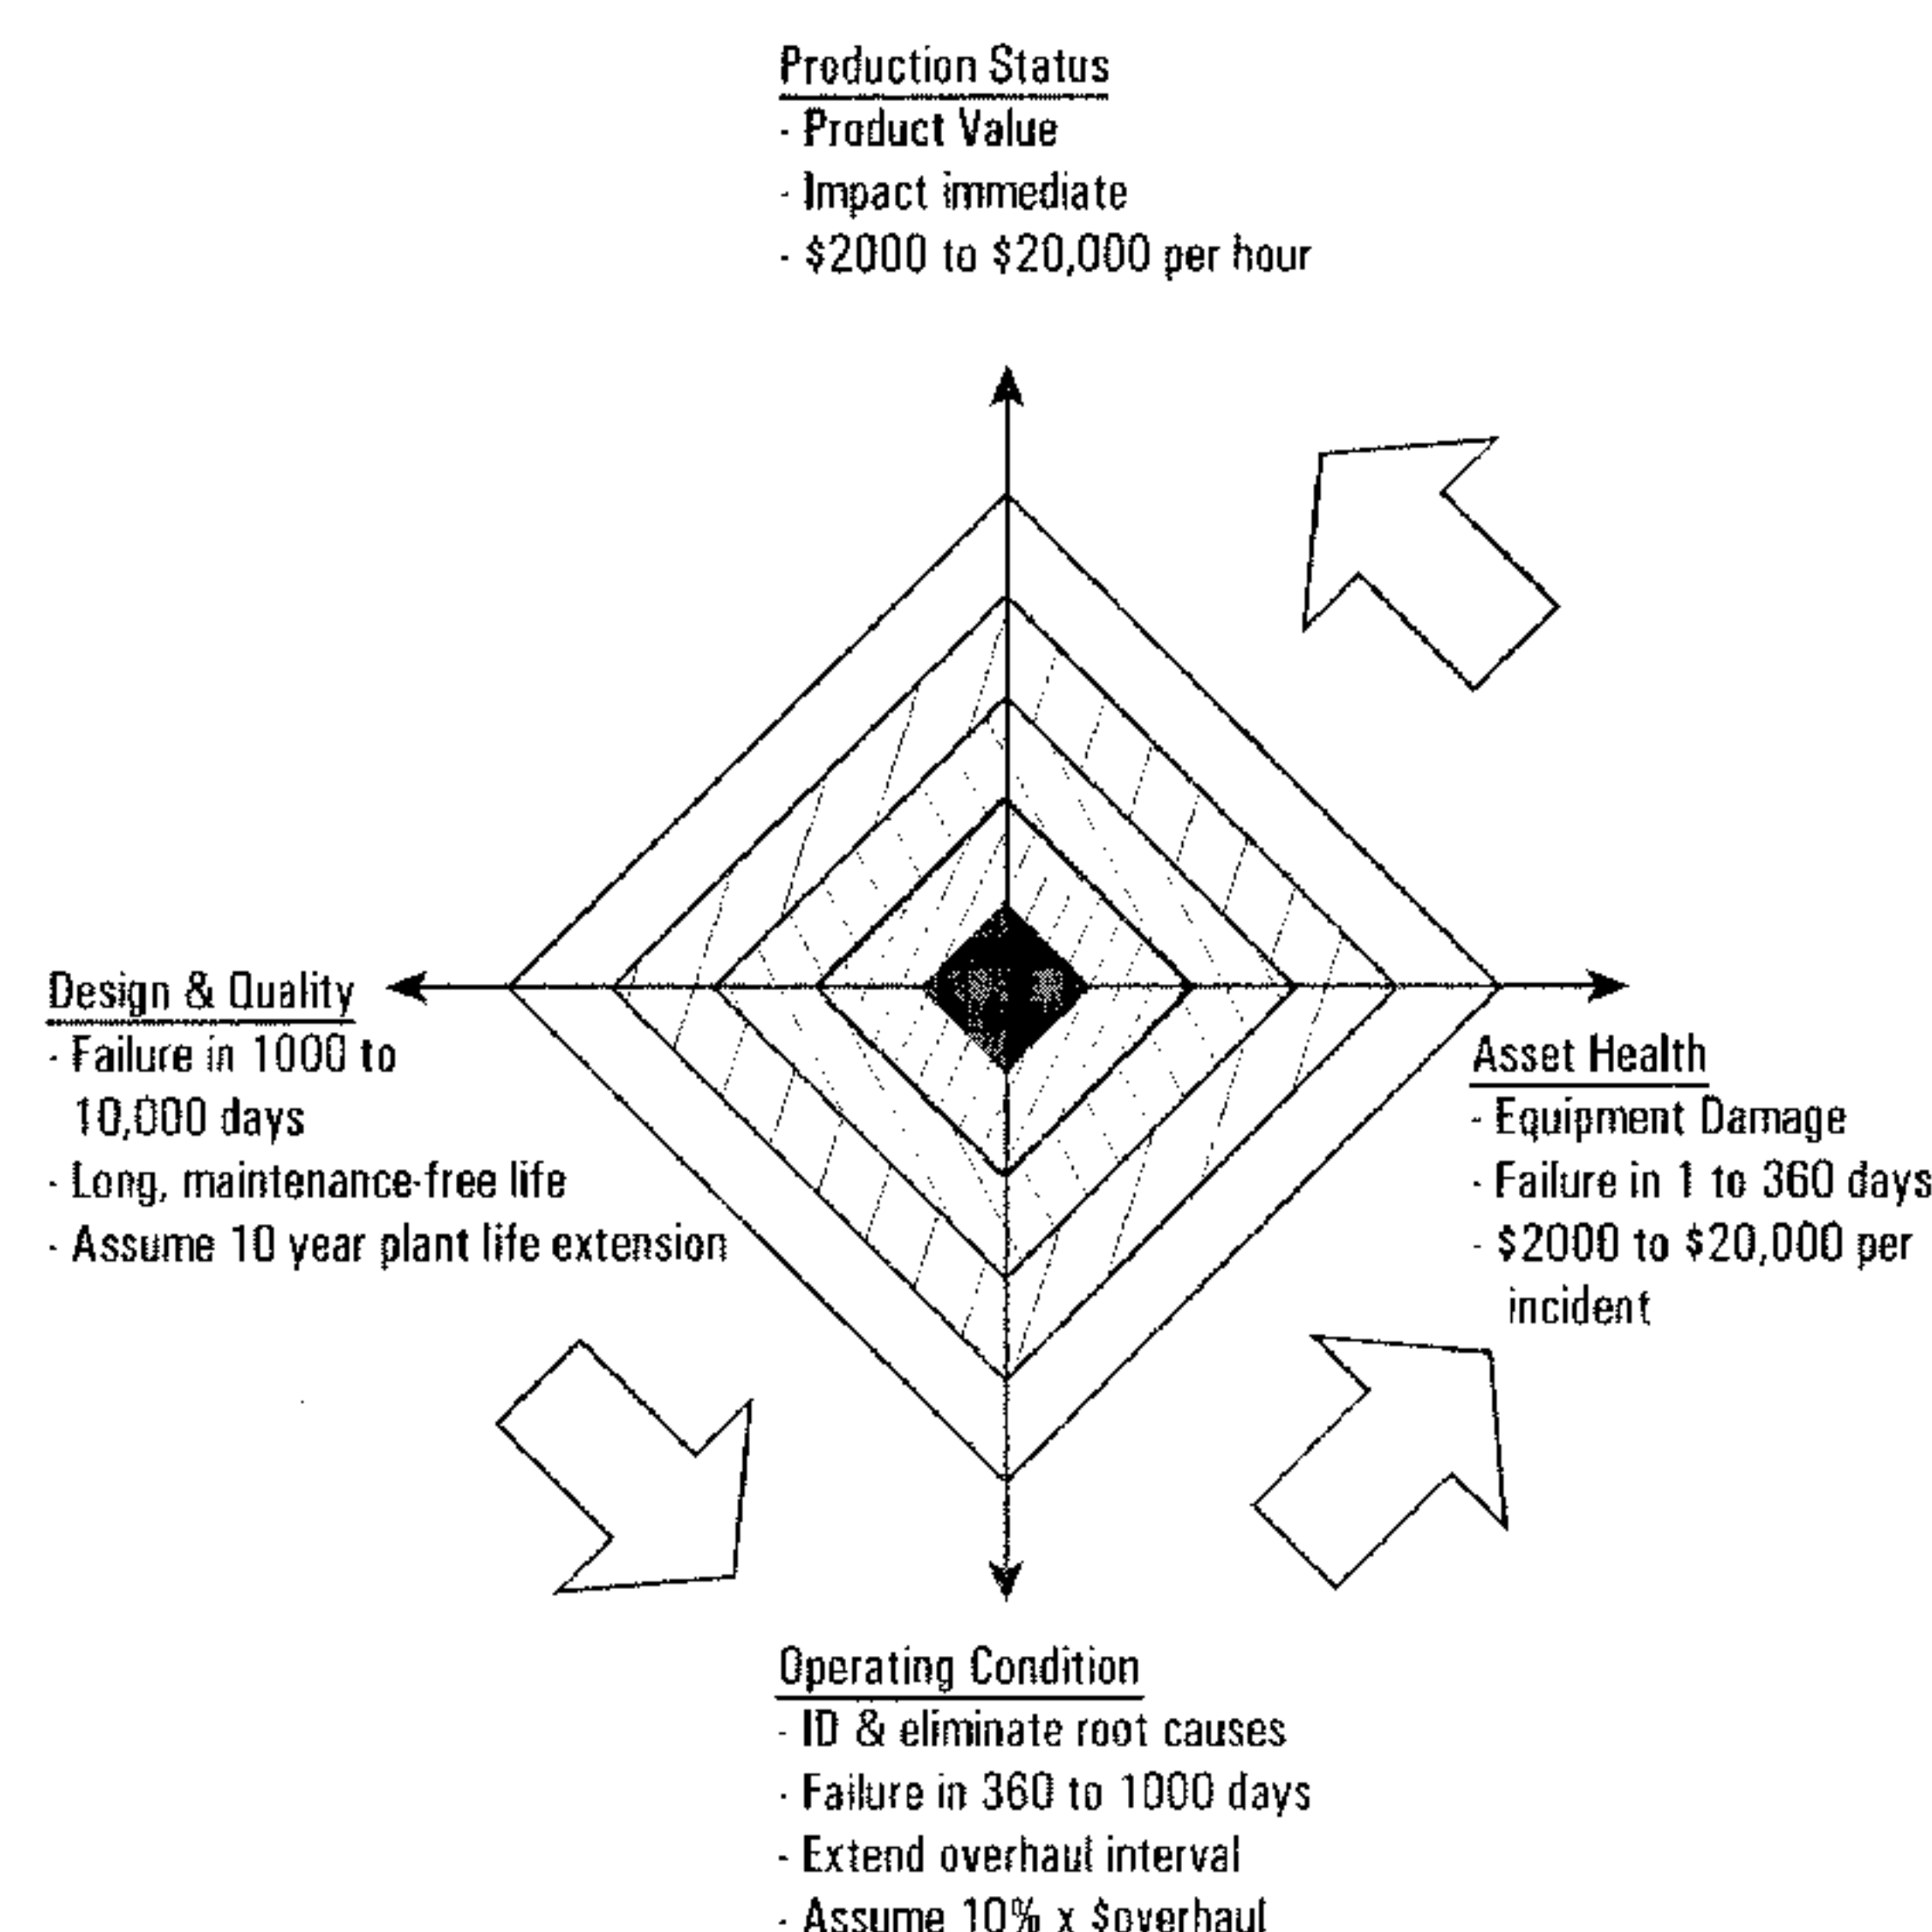 Production Status
- Product Value
- Impact immediate
- $2000 to $20,000 per hour
Design & Quality
- Failure in 1000 to
10,000 days
- Long, maintenance-free life
- Assume 10 year plant life extension
Asset Health
- Equipment Damage
- Failure in 1 to 360 days
- $2000 to $20,000 per
incident
Operating Condition
- ID & eliminate root causes
- Failure in 360 to 1000 days
- Extend overhaul interval
- Assume 10% x $overhaul